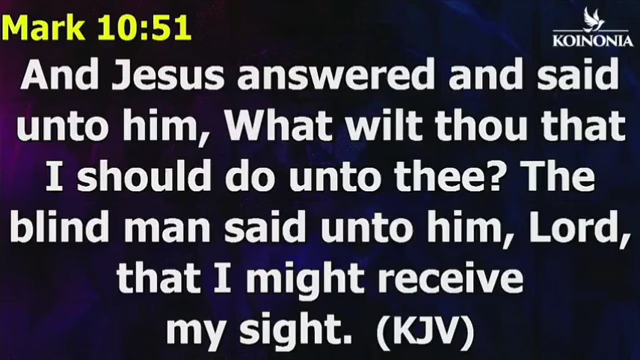 Mark 10:51
KOINONIA
And Jesus answered and said
unto him, What wilt thou that
I should do unto thee? The
blind man said unto him, Lord,
that I might receive
my sight.  (KJV)